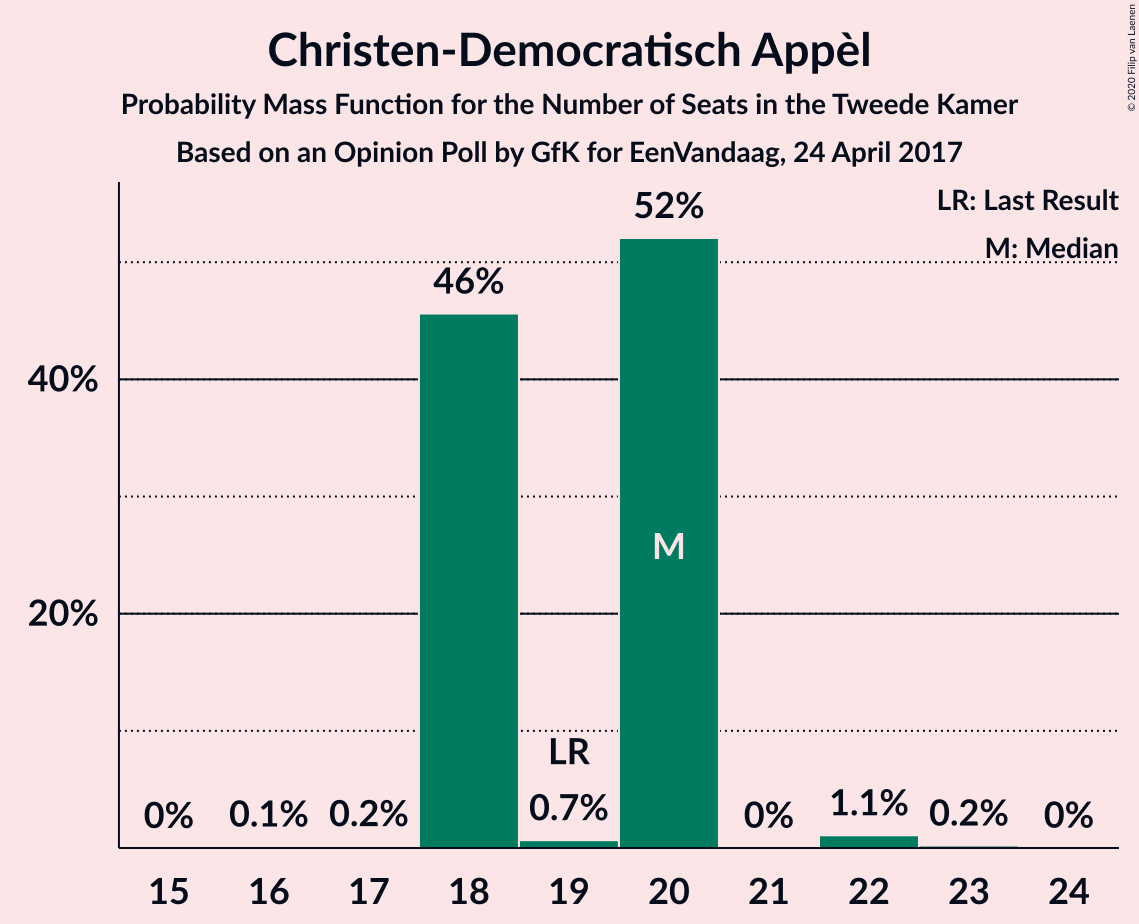 Christen-Democratisch Appèl
Probability Mass Function for the Number of Seats in the Tweede Kamer
Based on an Opinion Poll by GfK for EenVandaag, 24 April 2017
© 2020 Filip van Laenen
LR: Last Result
M: Median
52%
46%
40%
M
20%
LR
0% 0.1% 0.2% 0.7% 0% 1.1% 0.2% 0%
15 16 17 18 19 20 21 22 23 24